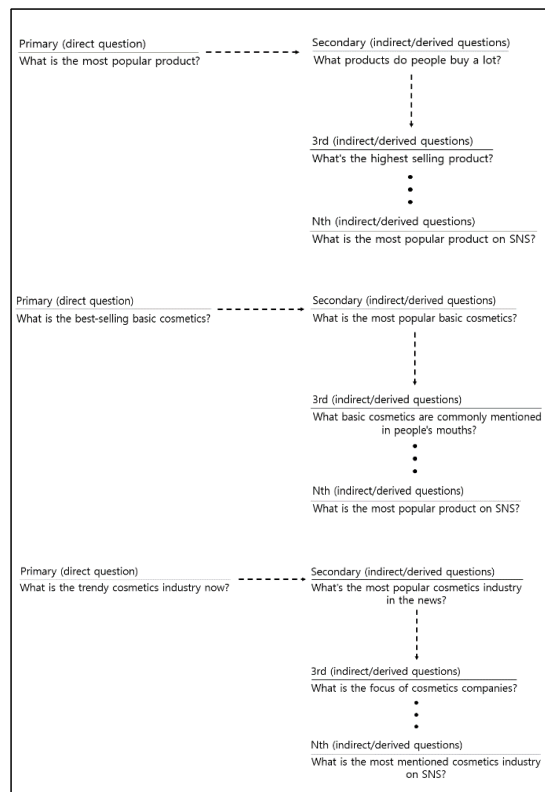 Primary (direct question)
What is the most popular product?
Secondary (indirect/derived questions)
What products do people buy a lot?
3rd (indirect/derived questions)
What's the highest selling product?
Nth (indirect/derived questions)
What is the most popular product on SNS?
Primary (direct question)
What is the best-selling basic cosmetics?
Secondary (indirect/derived questions)
What is the most popular basic cosmetics?
3rd (indirect/derived questions)
What basic cosmetics are commonly mentioned
in people's mouths?
Nth (indirect/derived questions)
What is the most popular product on SNS?
Primary (direct question)
What is the trendy cosmetics industry now?
Secondary (indirect/derived questions)
What's the most popular cosmetics industry
in the news?
3rd (indirect/derived questions)
What is the focus of cosmetics companies?
Nth (indirect/derived questions)
What is the most mentioned cosmetics industry
on SNS?